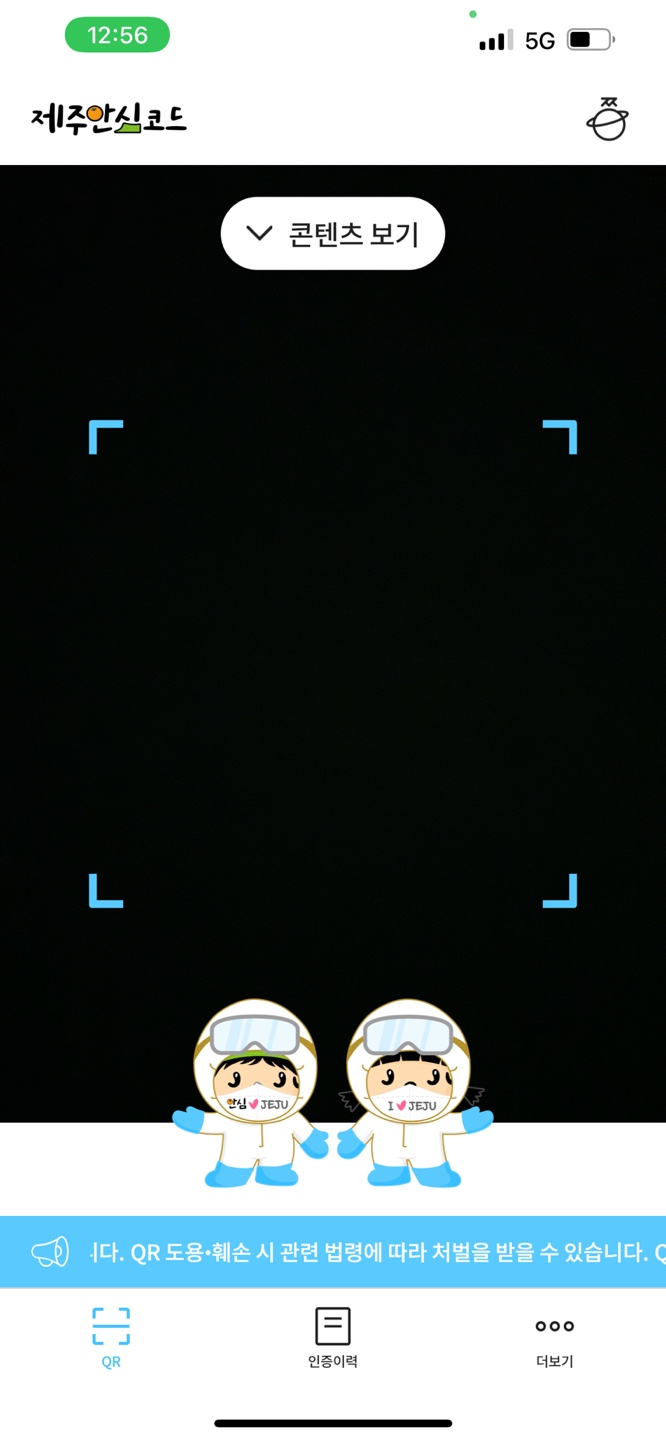 12:56
5G
제주안심코드
ㅉ
콘텐츠 보기
안심 JEJU
I JEJU
니다. QR 도용•훼손 시 관련 법령에 따라 처벌을 받을 수 있습니다.
QR
인증이력
더보기